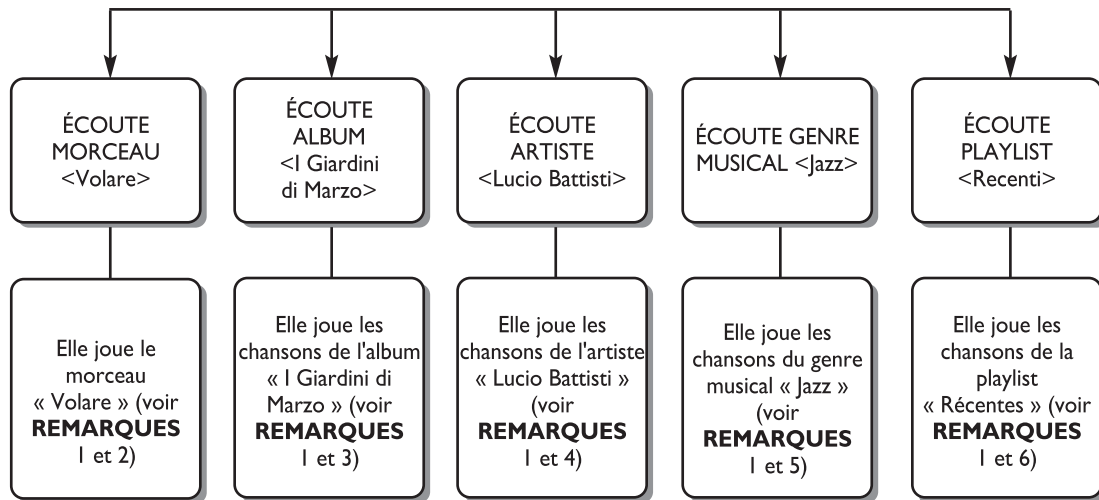 ÉCOUTE
MORCEAU
<Volare>
ÉCOUTE
ALBUM
<I Giardini
di Marzo>
ÉCOUTE
ARTISTE
<Lucio Battisti>
ÉCOUTE GENRE
MUSICAL <Jazz>
ÉCOUTE
PLAYLIST
<Recenti>
Elle joue le
morceau
« Volare » (voir
REMARQUES
1 et 2)
Elle joue les
chansons de l'album
« I Giardini di
Marzo » (voir
REMARQUES
1 et 3)
Elle joue les
chansons de l'artiste
« Lucio Battisti »
(voir
REMARQUES
1 et 4)
Elle joue les
chansons du genre
musical « Jazz »
(voir
REMARQUES
1 et 5)
Elle joue les
chansons de la
playlist
« Récentes » (voir
REMARQUES
1 et 6)